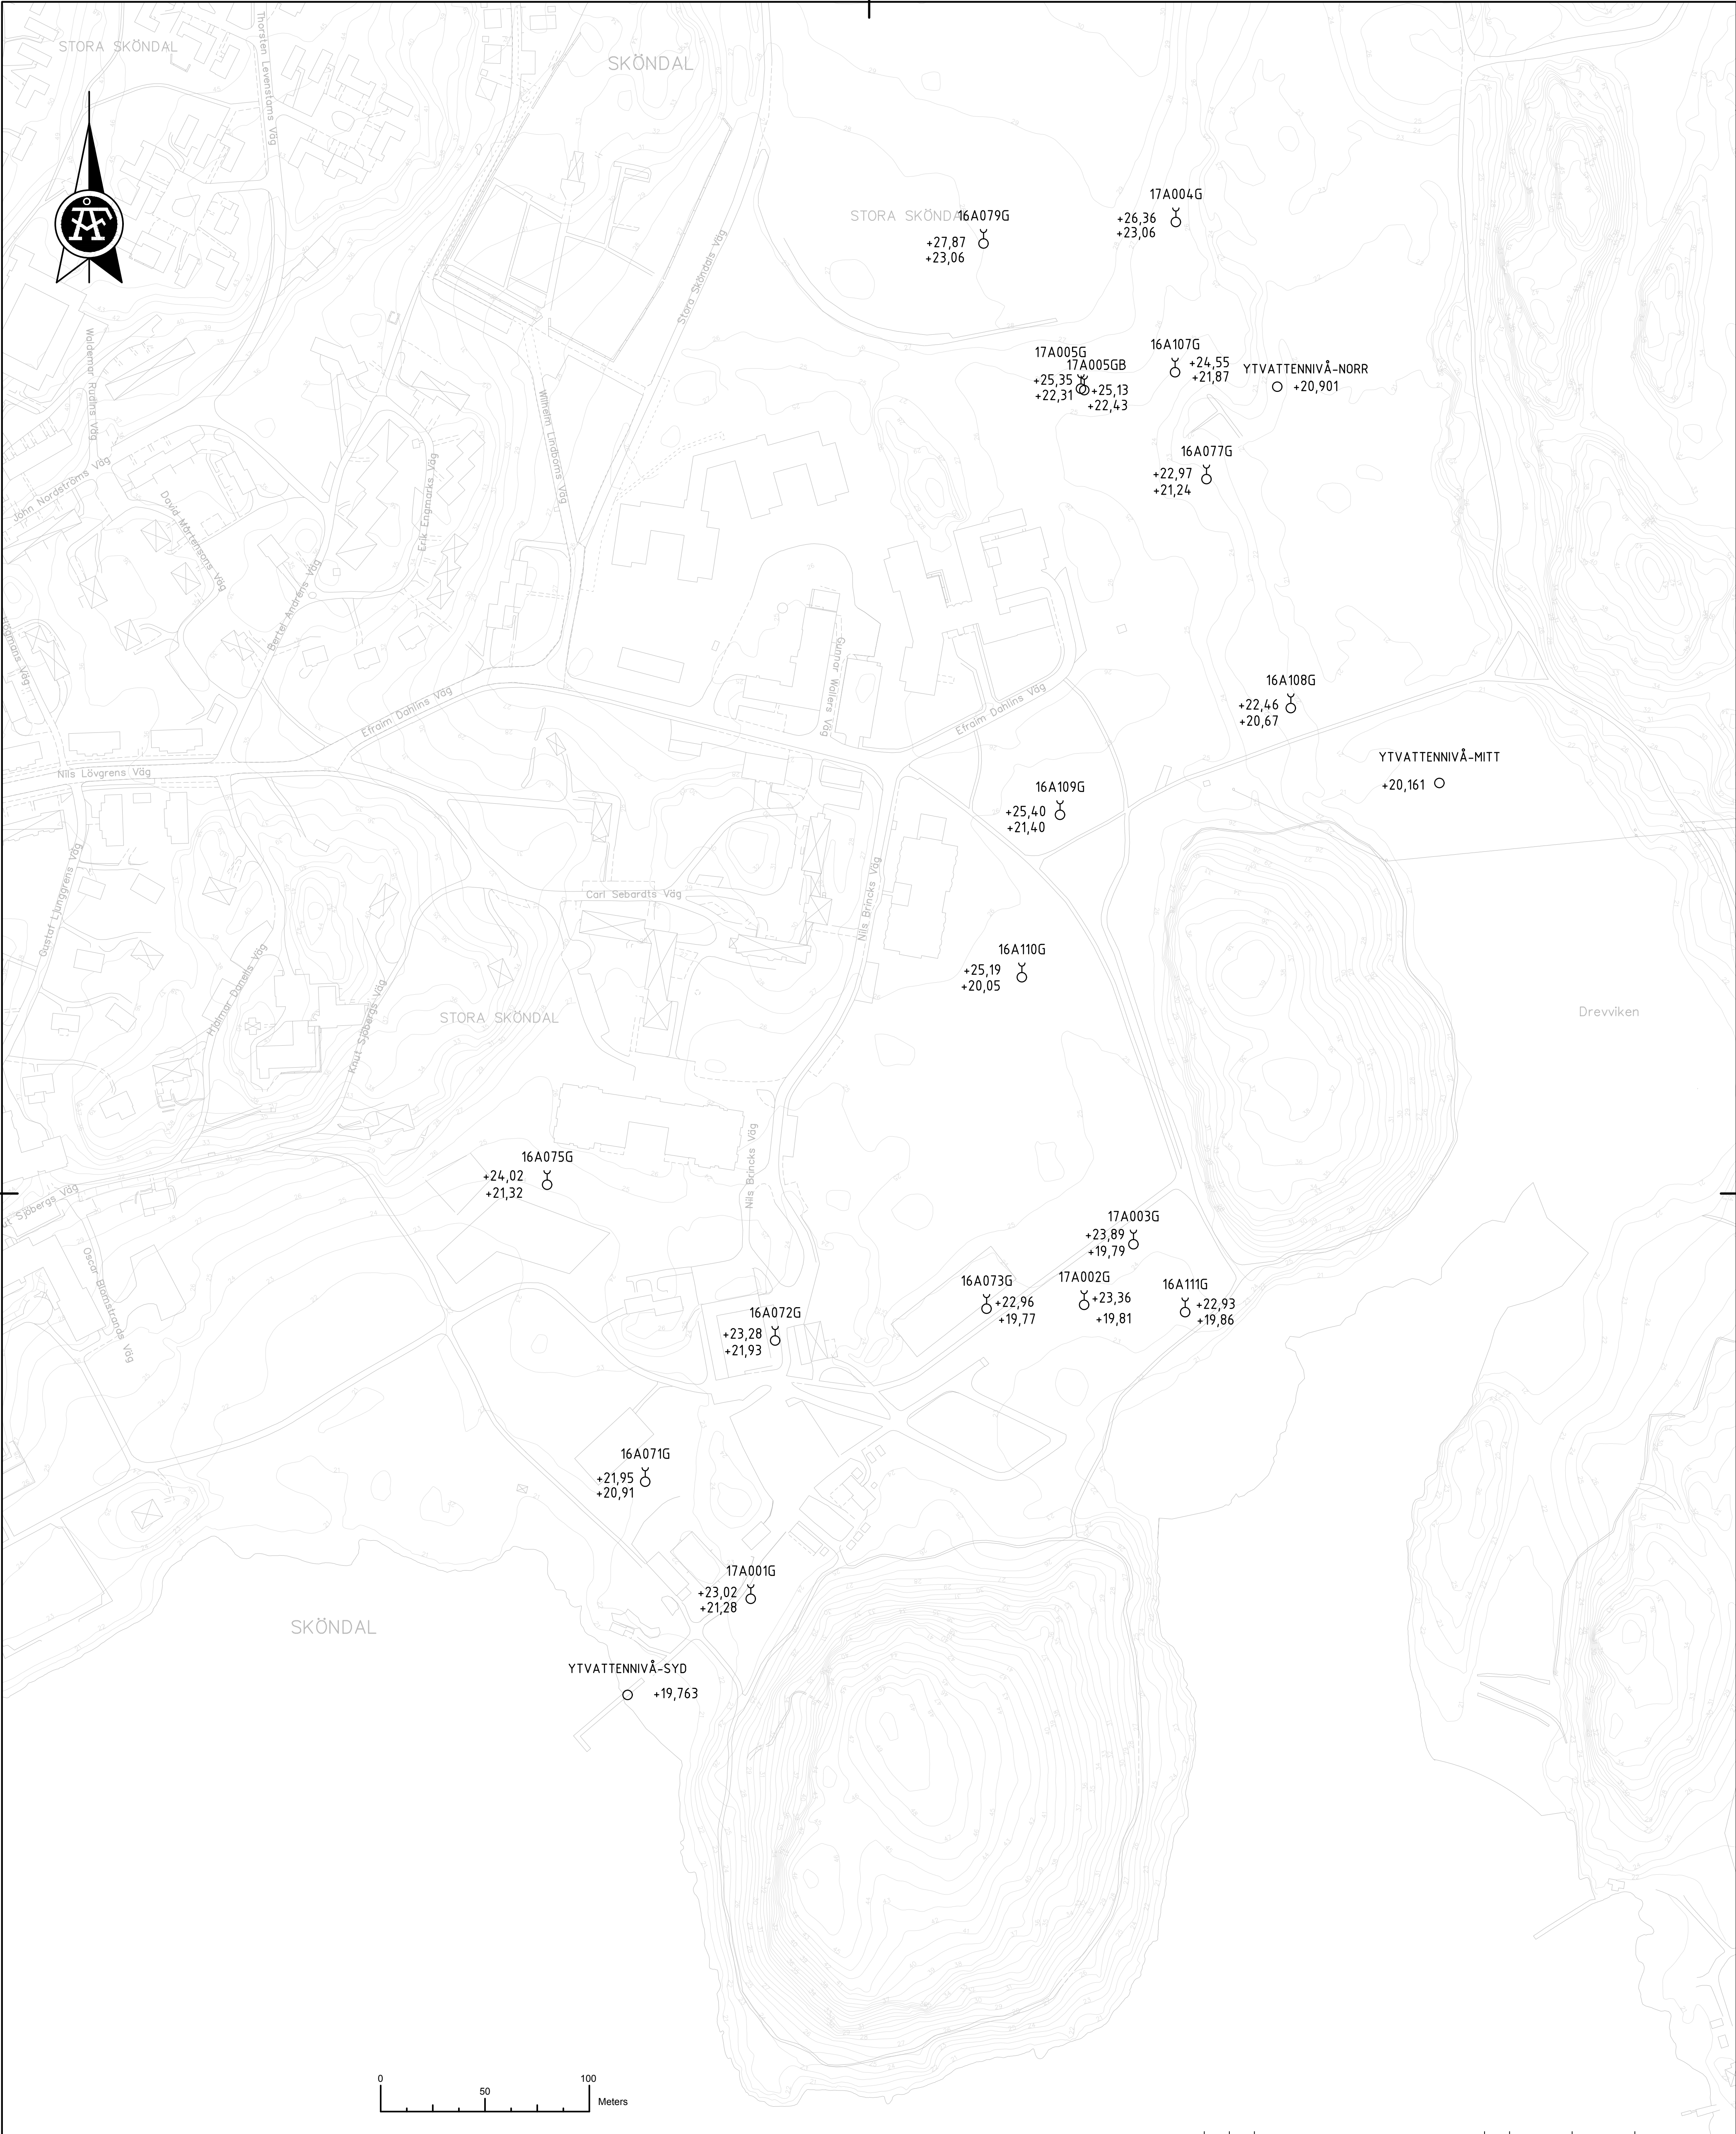 STORA SKÖNDAL
Thorsten Levenstams Väg
SKÖNDAL
17A004G
+26,36
+23,06
STORA SKÖNDAL
16A079G
+27,87
+23,06
Stora Sköndals Väg
Valdemar Rudins Väg
17A005G
17A005GB
+25,35
+22,31
+25,13
+22,43
16A107G
+24,55
+21,87
YTVATTENNIVÅ-NORR
+20,901
Wilhelm Lindboms Väg
John Nordströms Väg
David Mårtensons Väg
Erik Engmarks Väg
16A077G
+22,97
+21,24
Bertel Andréns Väg
Gunnar Wallers Väg
Efraim Dahlins Väg
Efraim Dahlins Väg
16A108G
+22,46
+20,67
Nils Lövgrens Väg
YTVATTENNIVÅ-MITT
+20,161
16A109G
+25,40
+21,40
Gustaf Ljunggrens Väg
Carl Sebardts Väg
Nils Brincks Väg
Hjalmar Danells Väg
16A110G
+25,19
+20,05
Knut Sjöbergs Väg
STORA SKÖNDAL
Drevviken
Nils Brincks Väg
16A075G
+24,02
+21,32
ut Sjöbergs Väg
Oscar Blomstrands Väg
17A003G
+23,89
+19,79
16A073G
+22,96
+19,77
17A002G
+23,36
+19,81
16A111G
+22,93
+19,86
16A072G
+23,28
+21,93
16A071G
+21,95
+20,91
17A001G
+23,02
+21,28
SKÖNDAL
YTVATTENNIVÅ-SYD
+19,763
0
50
100
Meters